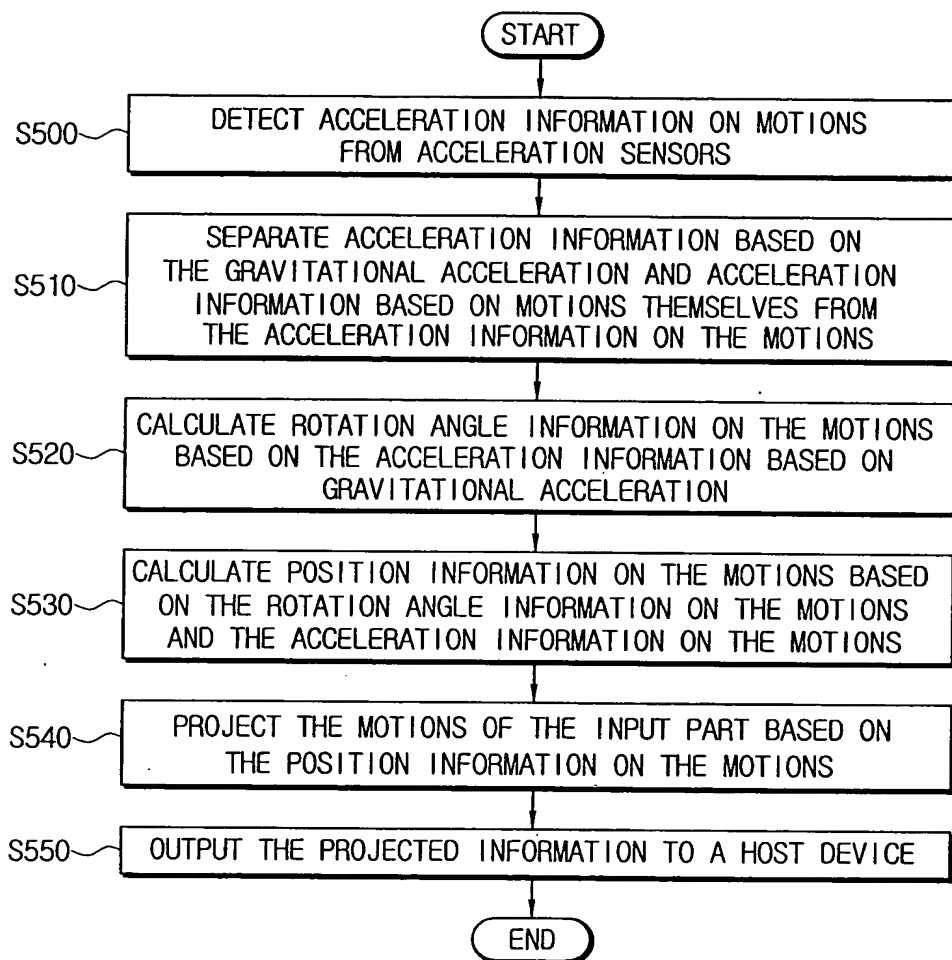 START
S500
DETECT ACCELERATION INFORMATION ON MOTIONS
FROM ACCELERATION SENSORS
S510
SEPARATE ACCELERATION INFORMATION BASED ON
THE GRAVITATIONAL ACCELERATION AND ACCELERATION
INFORMATION BASED ON MOTIONS THEMSELVES FROM
THE ACCELERATION INFORMATION ON THE MOTIONS
S520
CALCULATE ROTATION ANGLE INFORMATION ON THE MOTIONS
BASED ON THE ACCELERATION INFORMATION BASED ON
GRAVITATIONAL ACCELERATION
S530
CALCULATE POSITION INFORMATION ON THE MOTIONS BASED
ON THE ROTATION ANGLE INFORMATION ON THE MOTIONS
AND THE ACCELERATION INFORMATION ON THE MOTIONS
S540
PROJECT THE MOTIONS OF THE INPUT PART BASED ON
THE POSITION INFORMATION ON THE MOTIONS
S550
OUTPUT THE PROJECTED INFORMATION TO A HOST DEVICE
END